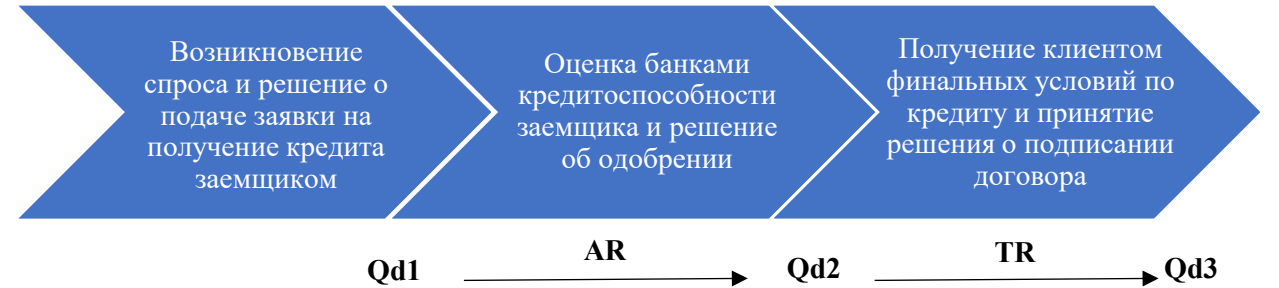 Возникновение
спроса и решение о
подаче заявки на
получение кредита
заемщиком
Оценка банками
кредитоспособности
заемщика и решение
об одобрении
Получение клиентом
финальных условий по
кредиту и принятие
решения о подписании
договора
Qd1
AR
Qd2
TR
Qd3